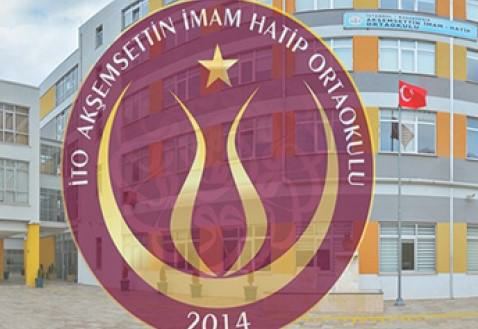 İTO AKŞEMSETTİN İMAM HATİP ORTAOKULU
2014
AKŞEMSETTİN İMAM - HATİP
ORTAOKULU